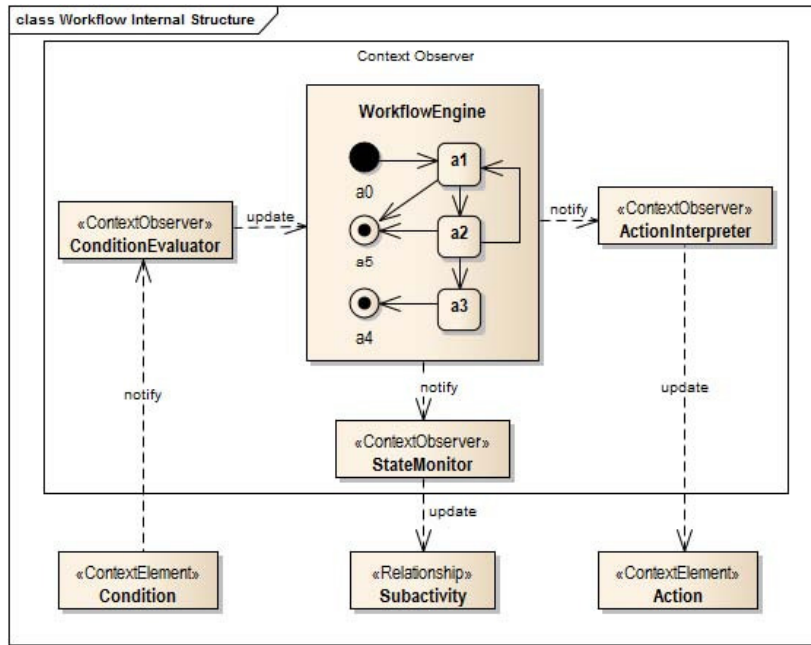 class Workflow Internal Structure
Context Observer
WorkflowEngine
a0
a1
a5
a2
a4
a3
«ContextObserver»
ConditionEvaluator
update
notify
«ContextObserver»
ActionInterpreter
notify
notify
update
«ContextObserver»
StateMonitor
update
«ContextElement»
Condition
«Relationship»
Subactivity
«ContextElement»
Action